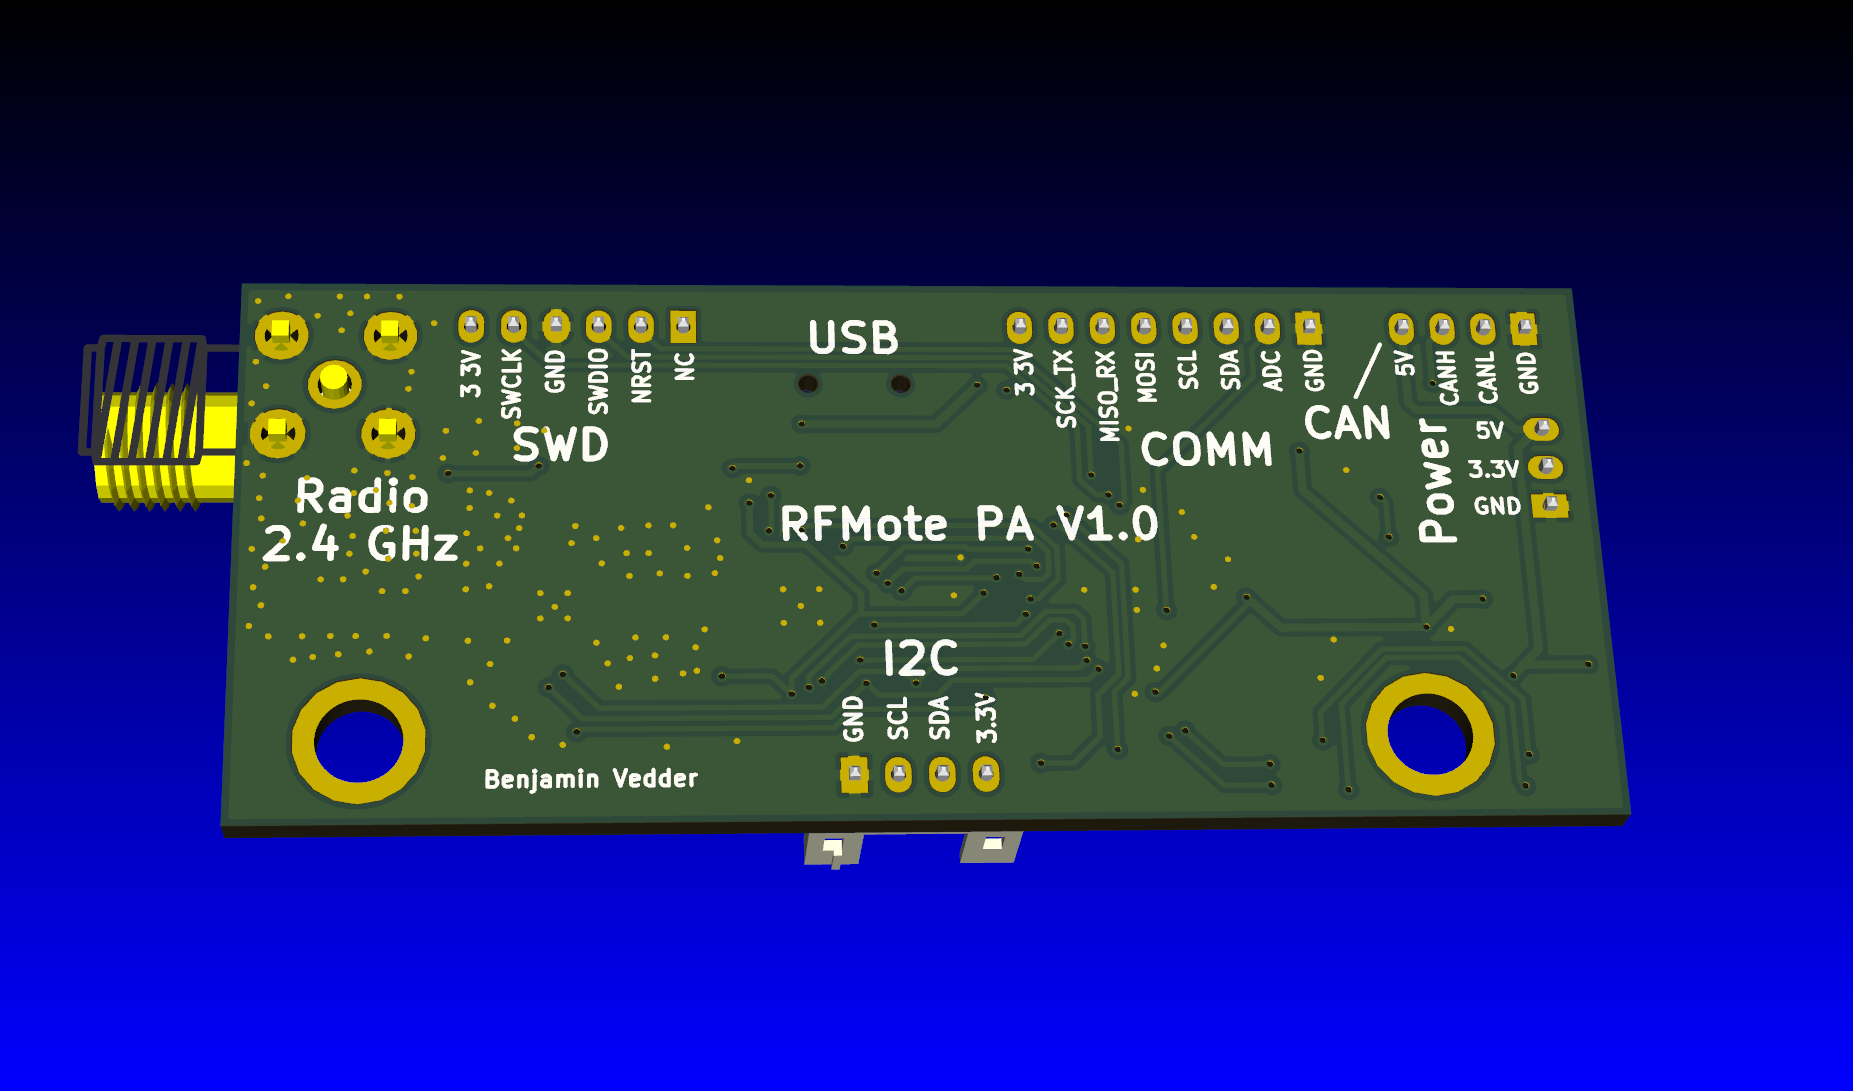 3 3V
SWCLK
GND
SWDIO
NRST
NC
SWD
USB
3 3V
SCK_TX
MISO_RX
MOSI
SCL
SDA
ADC
GND
COMM
5V
CANH
CANL
GND
CAN
Power
5V
3.3V
GND
Radio
2.4 GHz
RFMote PA V1.0
I2C
GND
SCL
SDA
3.3V
Benjamin Vedder